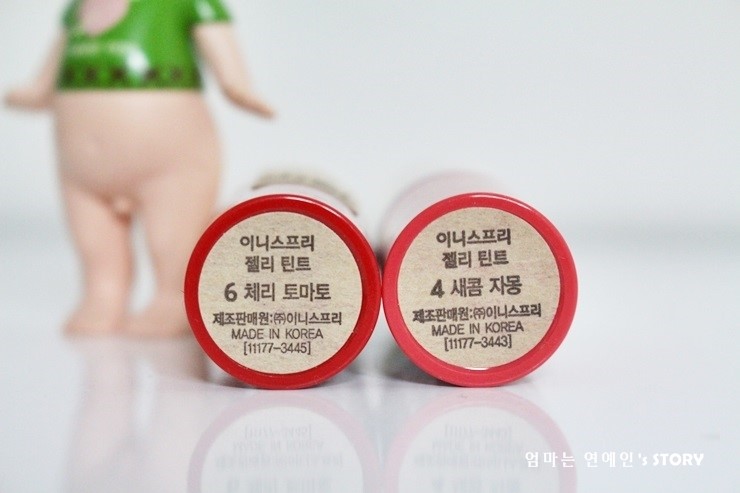 이니스프리
젤리 틴트
6 체리 토마토
제조판매원:㈜이니스프리
MADE IN KOREA
[11177-3445]
이니스프리
젤리 틴트
4 새콤 자몽
제조판매원:㈜이니스프리
MADE IN KOREA
[11177-3443]
엄마는 연예인's STORY